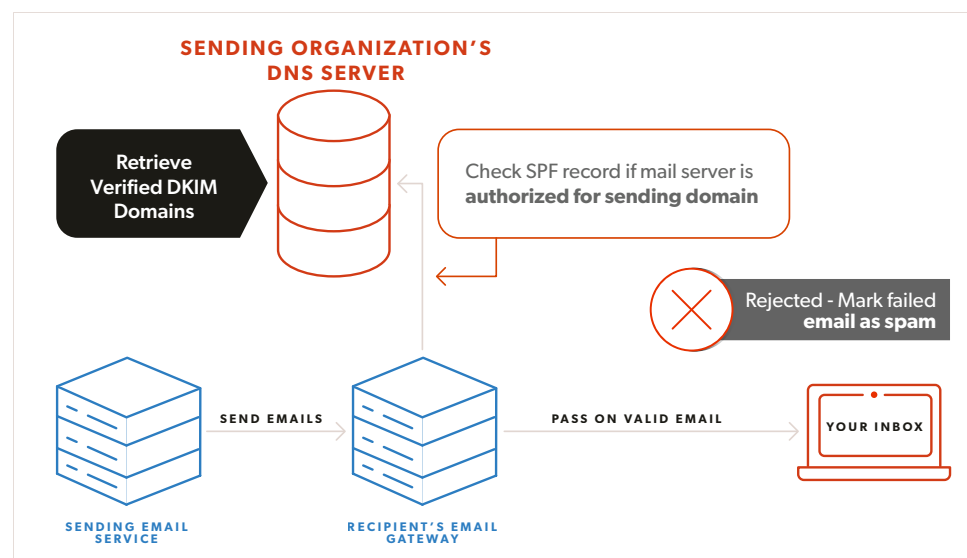 SENDING ORGANIZATION'S
DNS SERVER
Retrieve
Verified DKIM
Domains
Check SPF record if mail server is
authorized for sending domain
Rejected - Mark failed
email as spam
SEND EMAILS
PASS ON VALID EMAIL
YOUR INBOX
SENDING EMAIL
SERVICE
RECIPIENT'S EMAIL
GATEWAY